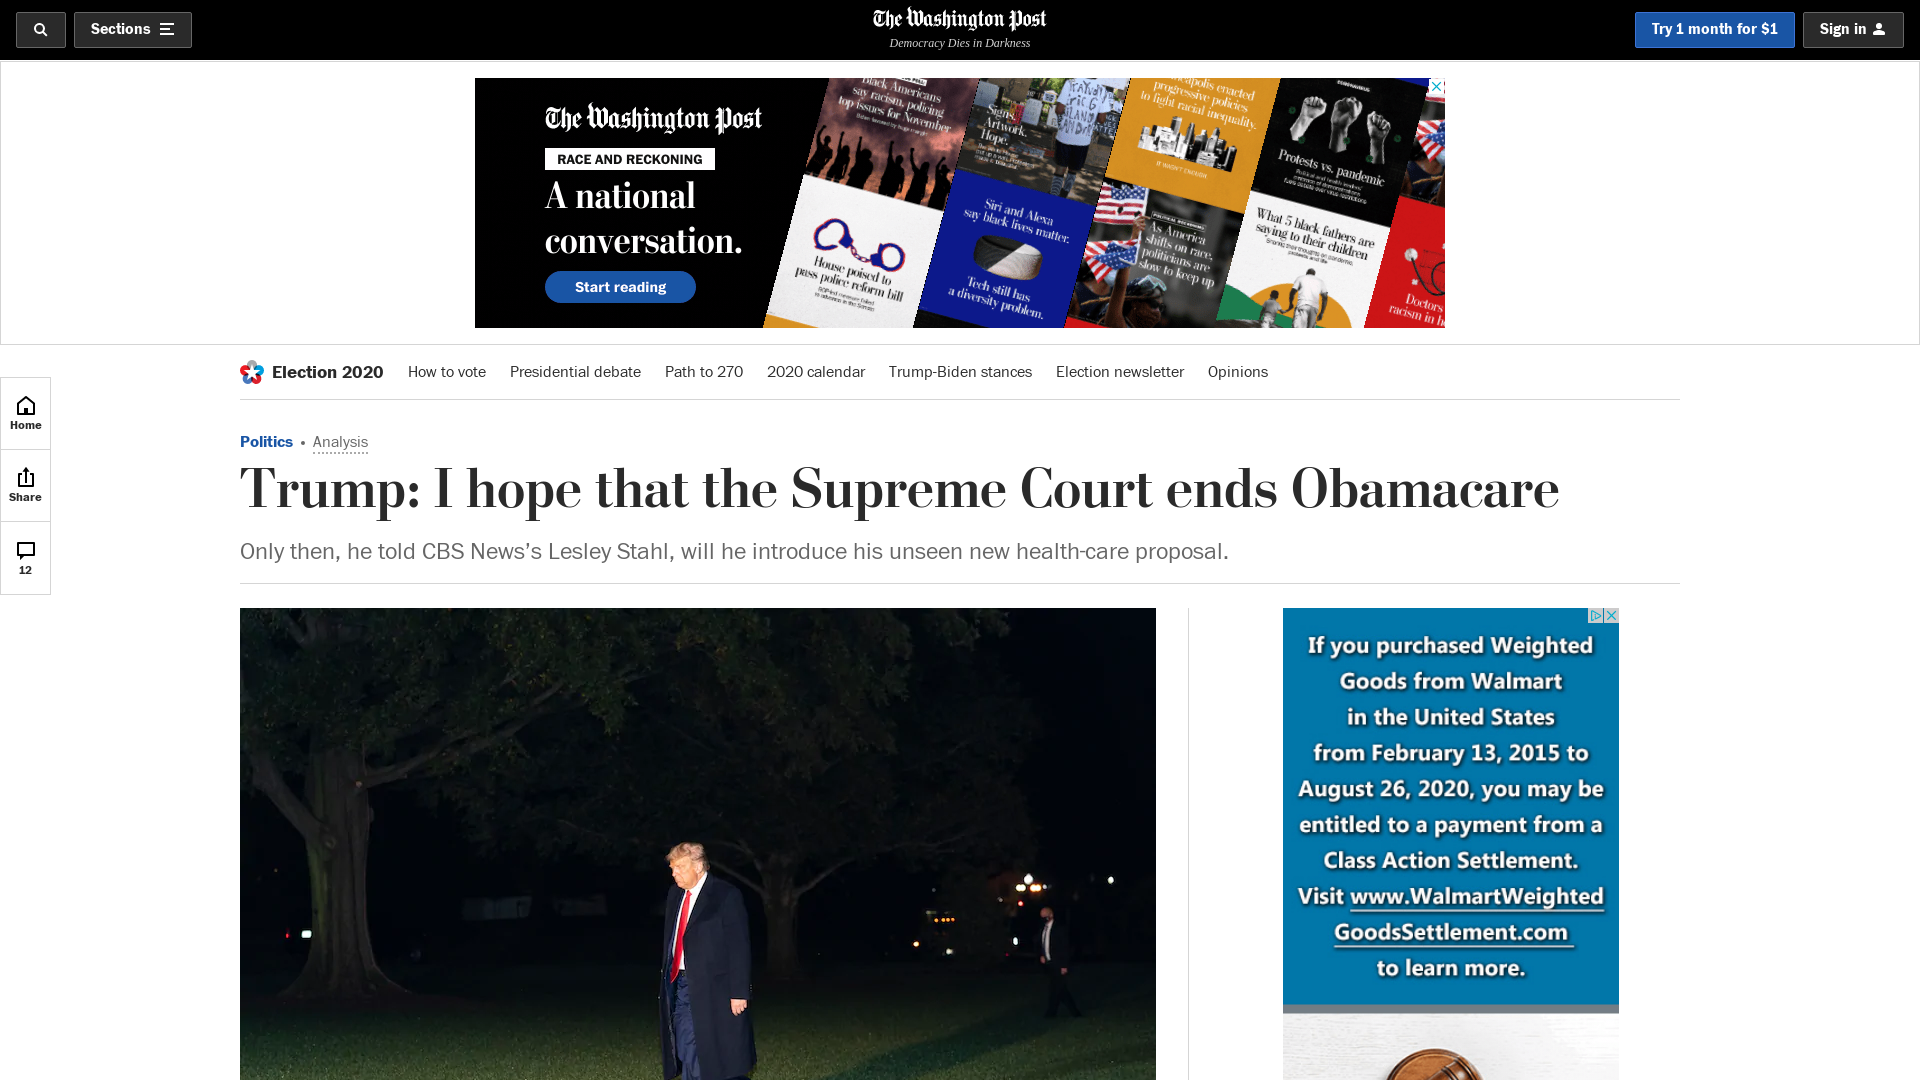 Sections
The Washington Post
Democracy Dies in Darkness
Try 1 month for $1
Sign in
The Washington Post
RACE AND RECKONING
A national
conversation.
Start reading
Black Americans
say racism, policing
top issues for November
Signs.
Artwork.
Hope.
progressive policies
to fight racial inequality.
IT WASN'T ENOUGH.
CORONAVIRUS
Protests vs. pandemic
House poised to
pass police reform bill
Siri and Alexa
say black lives matter.
Tech still has
a diversity problem.
As America
shifts on race,
politicians are
slow to keep up
What 5 black fathers are
saying to their children
Doctors
racism in
Election 2020
How to vote
Presidential debate
Path to 270
2020 calendar
Trump-Biden stances
Election newsletter
Opinions
Home
Share
12
Politics • Analysis
Trump: I hope that the Supreme Court ends Obamacare
Only then, he told CBS News’s Lesley Stahl, will he introduce his unseen new health-care proposal.
If you purchased Weighted
Goods from Walmart
in the United States
from February 13, 2015 to
August 26, 2020, you may be
entitled to a payment from a
Class Action Settlement.
Visit www.WalmartWeighted
GoodsSettlement.com
to learn more.